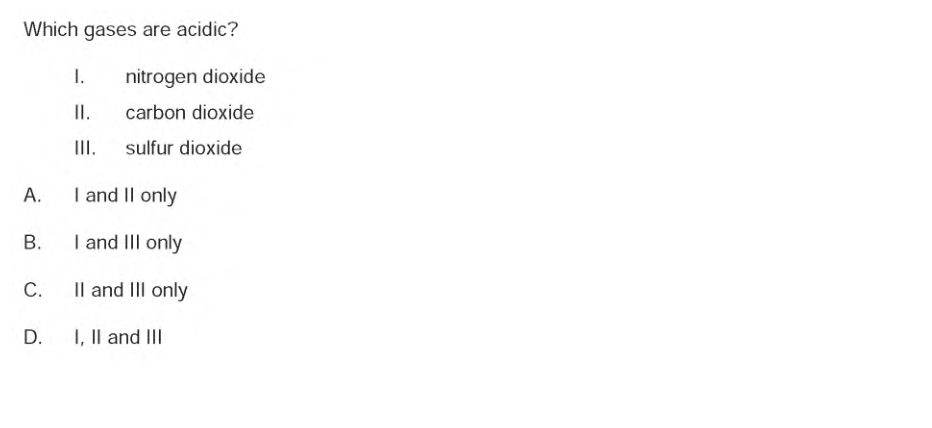 Which gases are acidic?
I. nitrogen dioxide
II. carbon dioxide
III. sulfur dioxide
A. I and II only
B. I and III only
C. II and III only
D. I, II and III